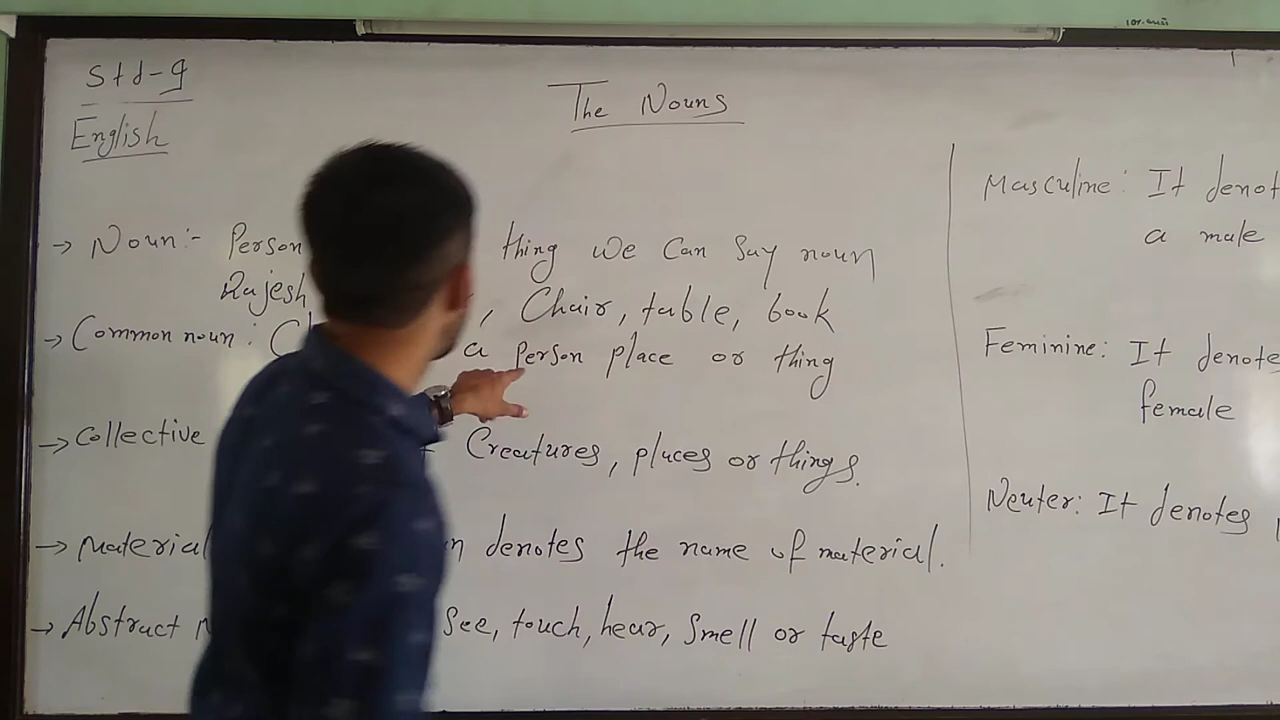 Std-9
English
The Nouns
→ Noun:- Person thing we can say noun
Rajesh , Chair, table, book
→ Common noun: a person place or thing
→ Collective Creatures, places or things.
→ Material denotes the name of material.
→ Abstract see, touch, hear, smell or taste
Masculine: It denot
a male
Feminine: It denote
female
Neuter: It denotes